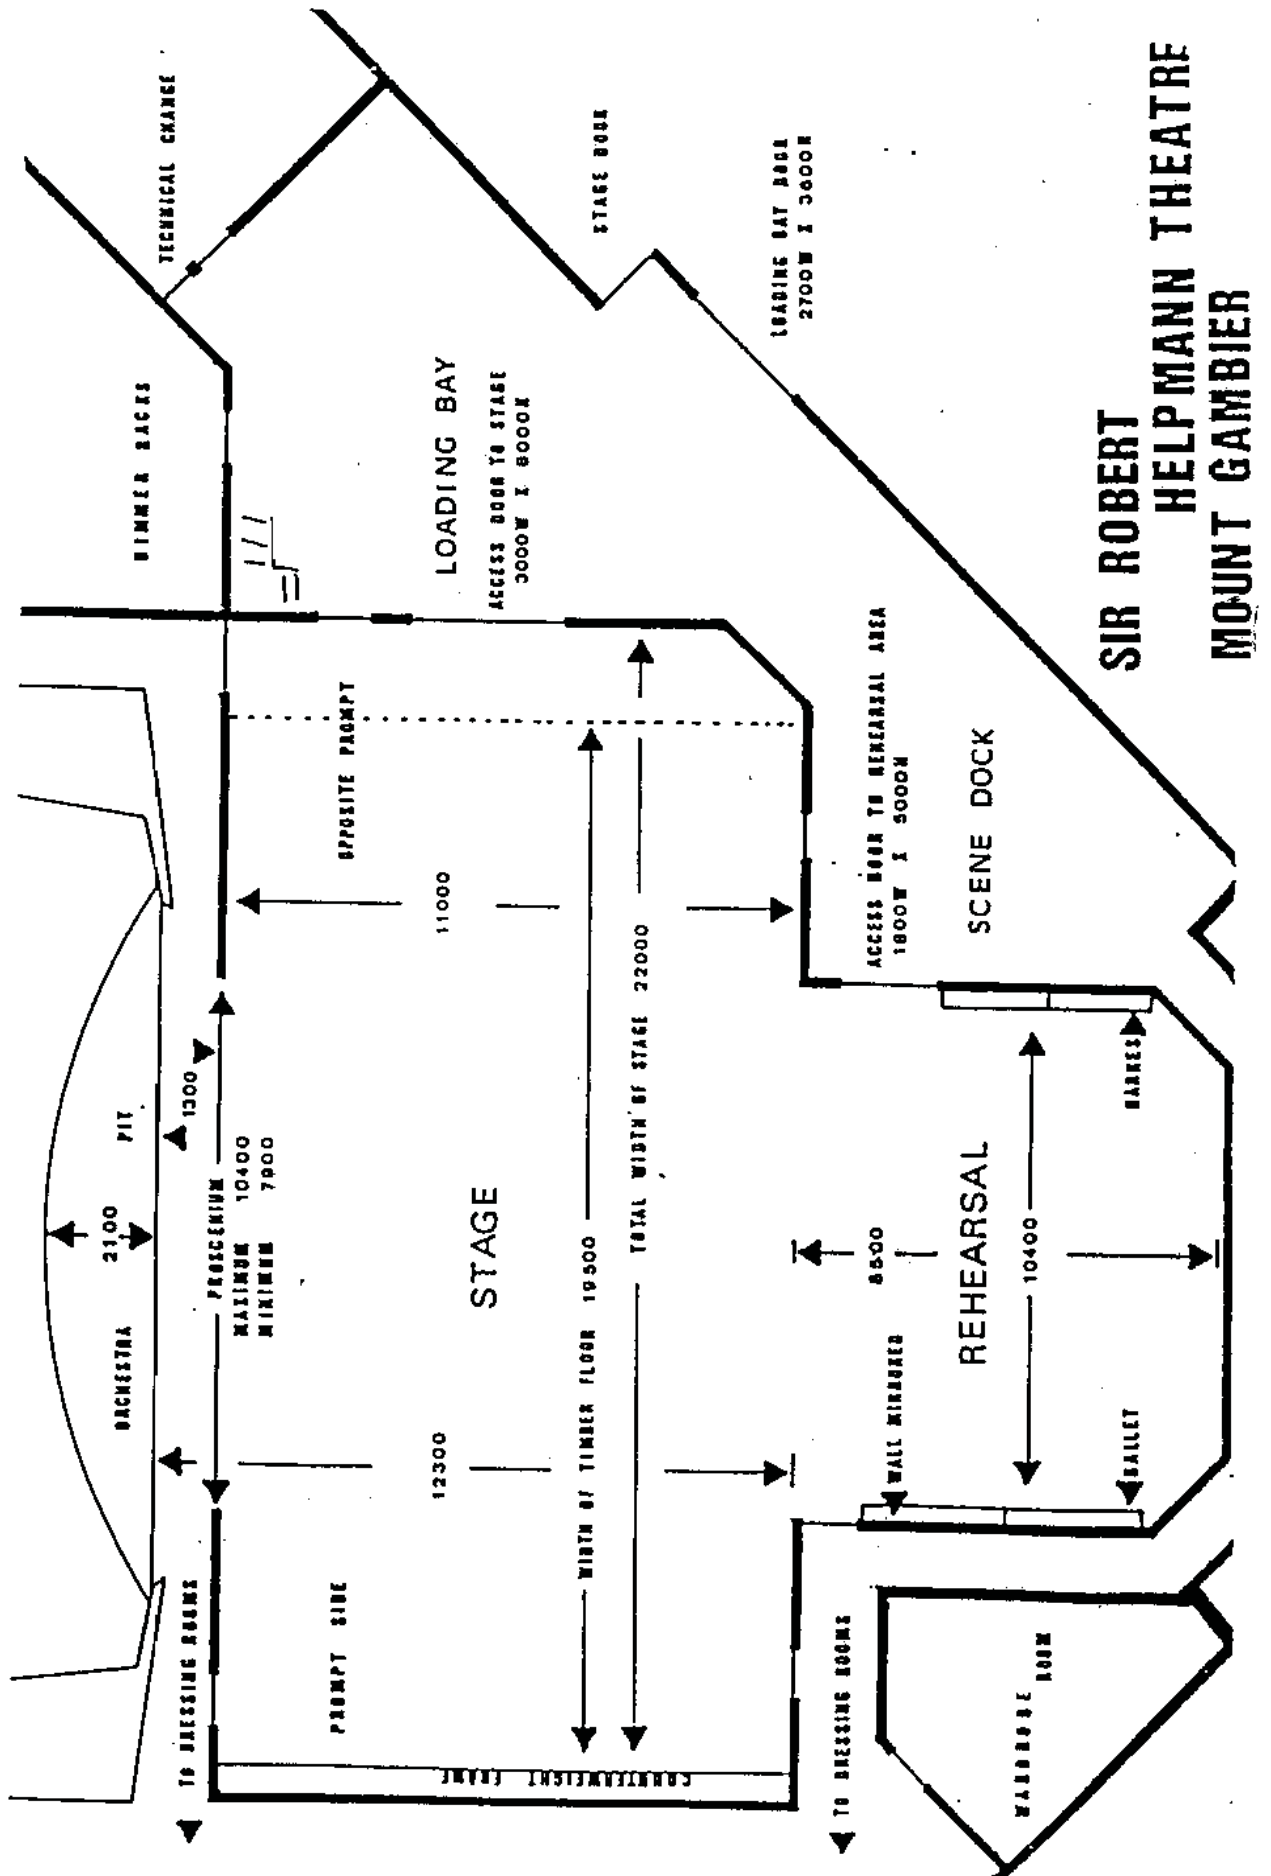 TECHNICAL CHANGE
DIMMER RACKS
STAGE DOOR
LOADING BAY DOOR
2700W X 3600H
LOADING BAY
ACCESS DOOR TO STAGE
3000W X 6000H
OPPOSITE PROMPT
ACCESS DOOR TO REHEARSAL AREA
1800W X 5000H
SCENE DOCK
ORCHESTRA PIT
2100
1300
PROSCENIUM
MAXIMUM 10400
MINIMUM 7900
11000
STAGE
WIDTH OF TIMBER FLOOR 19500
TOTAL WIDTH OF STAGE 22000
12300
TO DRESSING ROOMS
PROMPT SIDE
COUNTERWEIGHT FRAME
REHEARSAL
10400
WALL MIRRORED
BALLET
BARRES
TO DRESSING ROOMS
WARDROBE
ROOM
SIR ROBERT
HELPMANN THEATRE
MOUNT GAMBIER